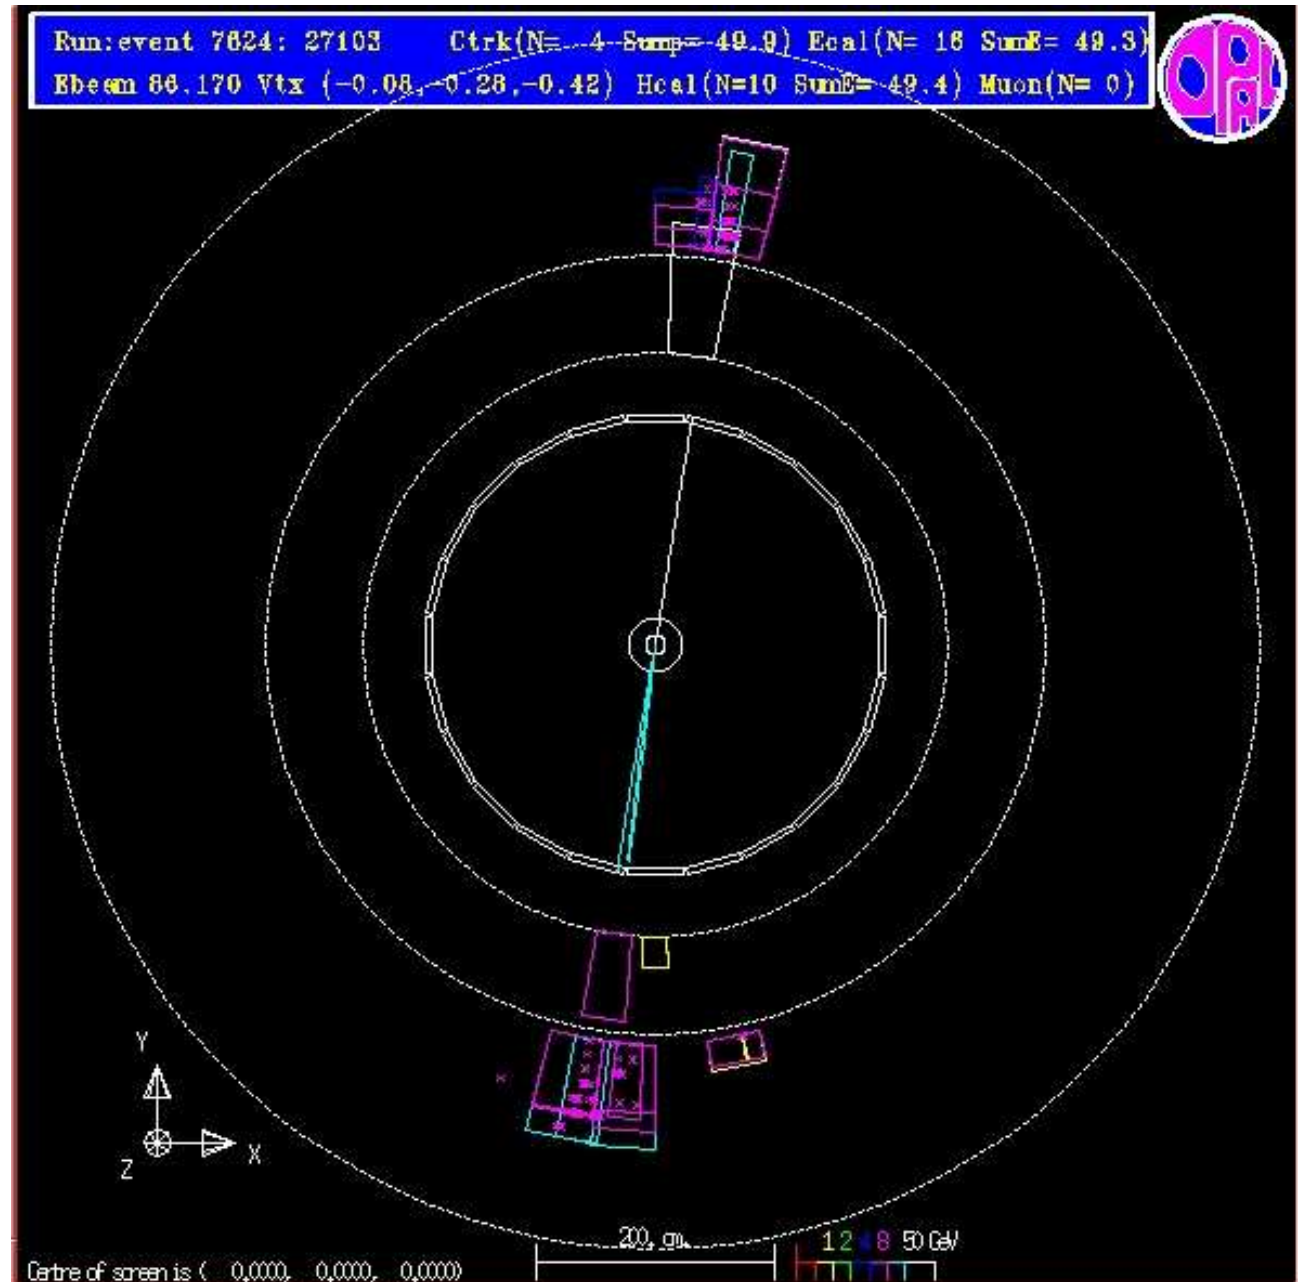 Run:event 7624: 27103 Ctrk(N= 4 Sump= 49.9) Ecal(N= 16 SumE= 49.3)
Ebeam 86.170 Vtx (-0.08,-0.28,-0.42) Hcal(N=10 SumE= 49.4) Muon(N= 0)
OPAL
Y
Z X
200. cm.
1 2 4 8 50 GeV
Centre of screen is ( 0.0000, 0.0000, 0.0000)